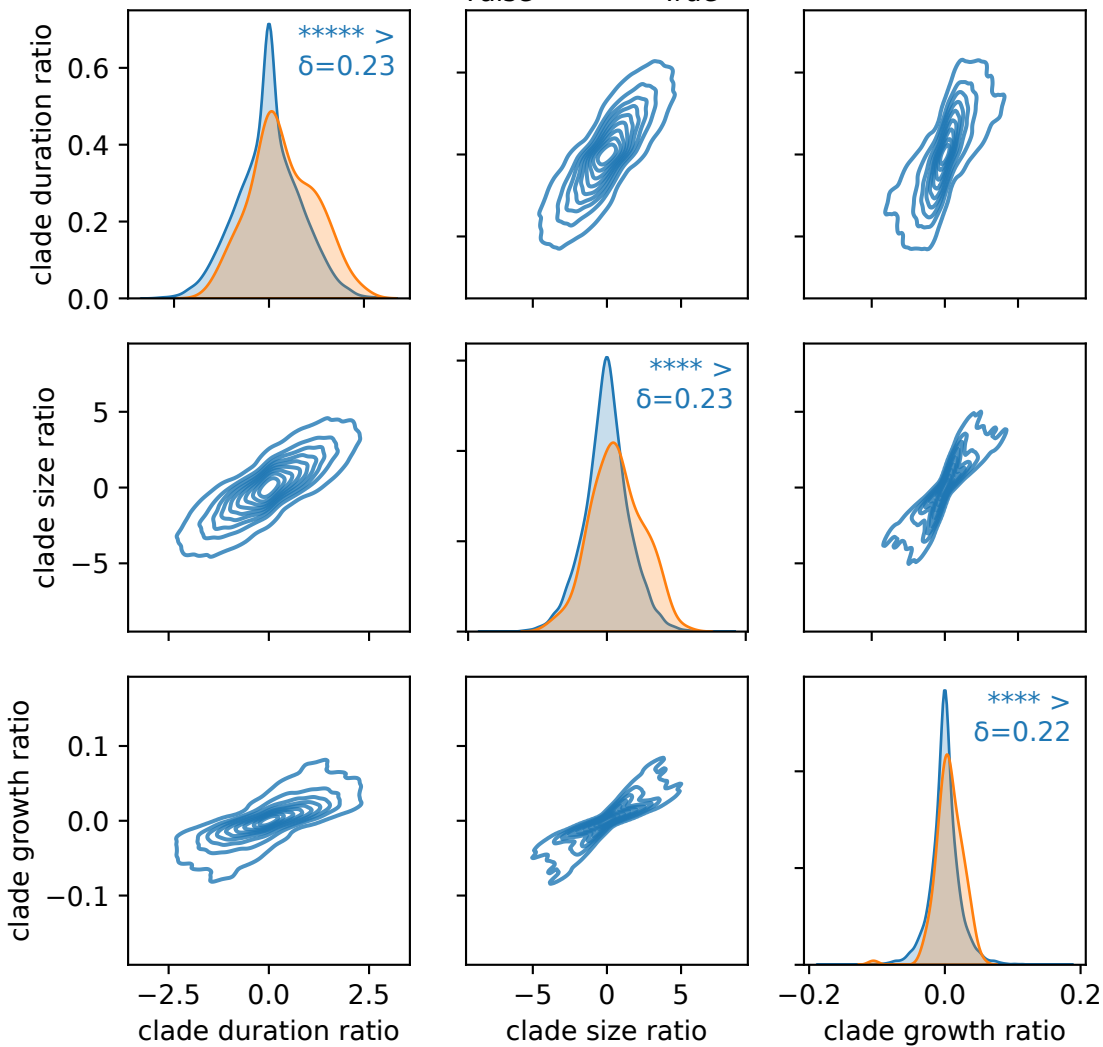 clade duration ratio
0.6
0.4
0.2
0.0
***** >
δ=0.23
clade size ratio
5
0
−5
**** >
δ=0.23
clade growth ratio
0.1
0.0
−0.1
**** >
δ=0.22
−2.5 0.0 2.5
−5 0 5
−0.2 0.0 0.2
clade duration ratio
clade size ratio
clade growth ratio